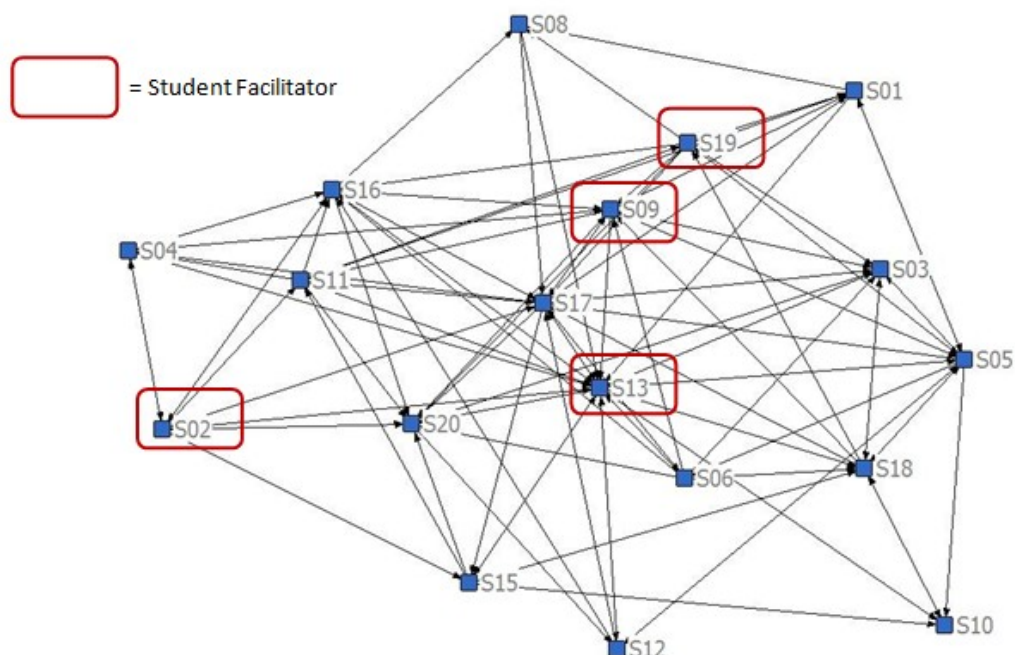 S08
= Student Facilitator
S01
S19
S16
S09
S04
S03
S11
S17
S05
S13
S02
S20
S06
S18
S15
S10
S12